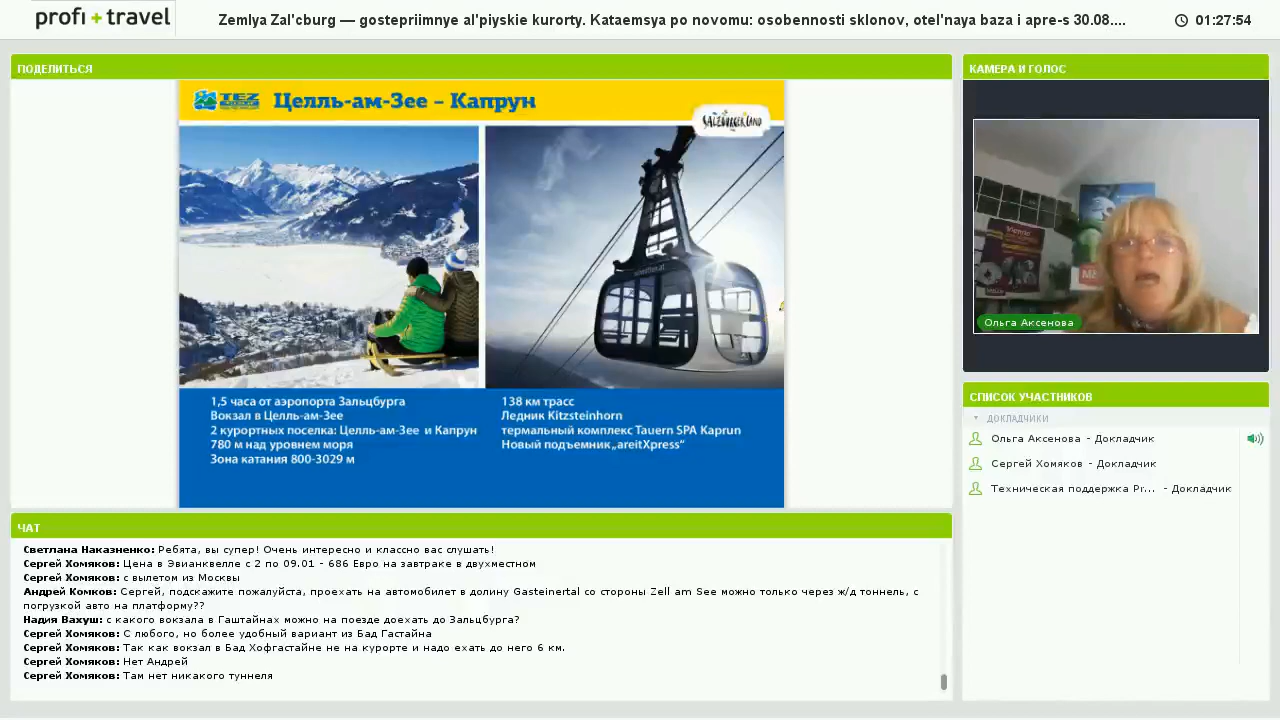 profi + travel
Zemlya Zal'cburg — gostepriimnye al'piyskie kurorty. Kataemsya po novomu: osobennosti sklonov, otel'naya baza i apre-s 30.08....
01:27:54
ПОДЕЛИТЬСЯ
TEZ
Целль-ам-Зее – Капрун
SALZBURGERLAND
1,5 часа от аэропорта Зальцбурга
Вокзал в Целль-ам-Зее
2 курортных поселка: Целль-ам-Зее и Капрун
780 м над уровнем моря
Зона катания 800-3029 м
138 км трасс
Ледник Kitzsteinhorn
термальный комплекс Tauern SPA Kaprun
Новый подъемник„areitXpress“
ЧАТ
Светлана Наказненко: Ребята, вы супер! Очень интересно и классно вас слушать!
Сергей Хомяков: Цена в Эвианквелле с 2 по 09.01 - 686 Евро на завтраке в двухместном
Сергей Хомяков: с вылетом из Москвы
Андрей Комков: Сергей, подскажите пожалуйста, проехать на автомобилет в долину Gasteinertal со стороны Zell am See можно только через ж/д тоннель, с
погрузкой авто на платформу??
Надия Вахуш: с какого вокзала в Гаштайнах можно на поезде доехать до Зальцбурга?
Сергей Хомяков: С любого, но более удобный вариант из Бад Гастайна
Сергей Хомяков: Так как вокзал в Бад Хофгастайне не на курорте и надо ехать до него 6 км.
Сергей Хомяков: Нет Андрей
Сергей Хомяков: Там нет никакого туннеля
КАМЕРА И ГОЛОС
Ольга Аксенова
СПИСОК УЧАСТНИКОВ
ДОКЛАДЧИКИ
Ольга Аксенова - Докладчик
Сергей Хомяков - Докладчик
Техническая поддержка Pr... - Докладчик